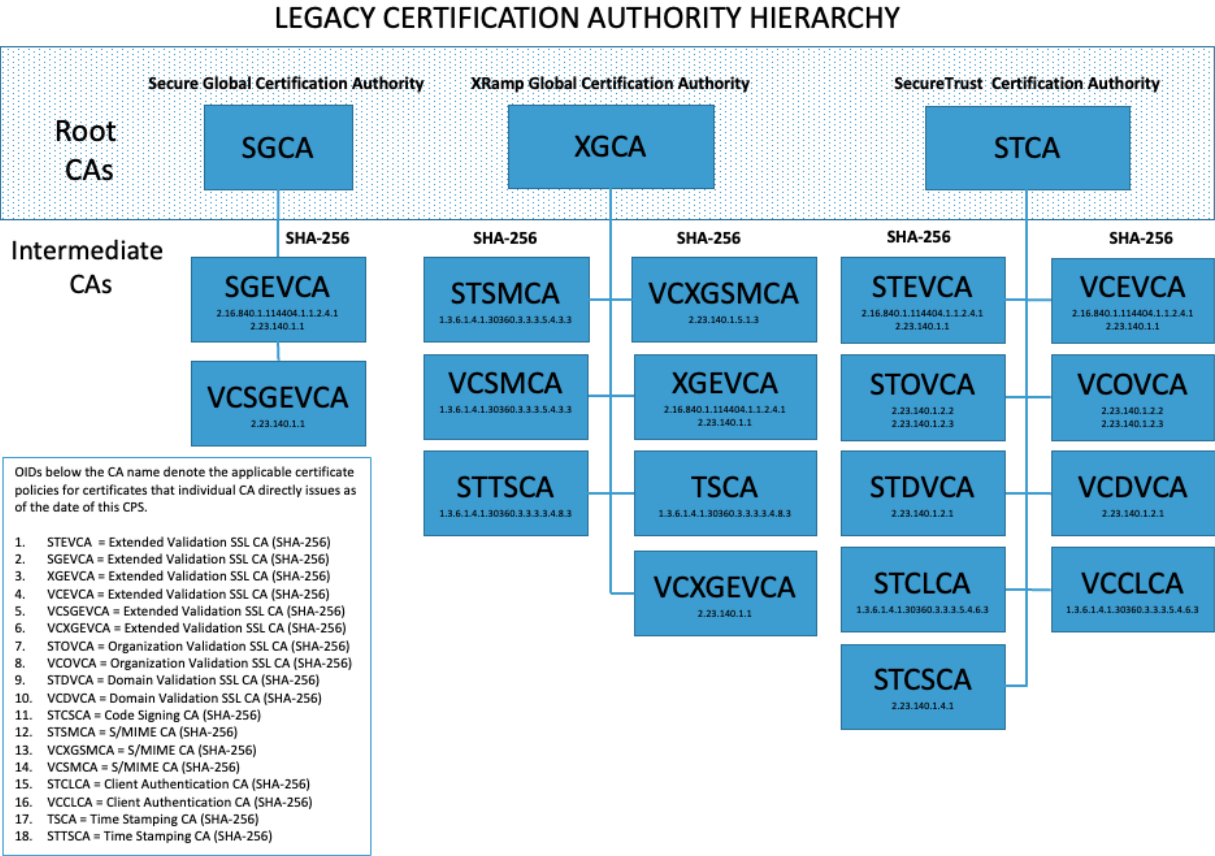 LEGACY CERTIFICATION AUTHORITY HIERARCHY
Secure Global Certification Authority
XRamp Global Certification Authority
SecureTrust Certification Authority
Root
CAs
SGCA
XGCA
STCA
Intermediate
CAs
SHA-256
SHA-256
SHA-256
SHA-256
SHA-256
SGEVCA
2.16.840.1.114404.1.1.2.4.1
2.23.140.1.1
VCSGEVCA
2.23.140.1.1
STSMCA
1.3.6.1.4.1.30360.3.3.3.5.4.3.3
VCXGSMCA
2.23.140.1.5.1.3
VCSMCA
1.3.6.1.4.1.30360.3.3.3.5.4.3.3
XGEVCA
2.16.840.1.114404.1.1.2.4.1
2.23.140.1.1
STTSCA
1.3.6.1.4.1.30360.3.3.3.3.4.8.3
TSCA
1.3.6.1.4.1.30360.3.3.3.3.4.8.3
VCXGEVCA
2.23.140.1.1
STEVCA
2.16.840.1.114404.1.1.2.4.1
2.23.140.1.1
VCEVCA
2.16.840.1.114404.1.1.2.4.1
2.23.140.1.1
STOVCA
2.23.140.1.2.2
2.23.140.1.2.3
VCOVCA
2.23.140.1.2.2
2.23.140.1.2.3
STDVCA
2.23.140.1.2.1
VCDVCA
2.23.140.1.2.1
STCLCA
1.3.6.1.4.1.30360.3.3.3.5.4.6.3
VCCLCA
1.3.6.1.4.1.30360.3.3.3.5.4.6.3
STCSCA
2.23.140.1.4.1
OIDs below the CA name denote the applicable certificate
policies for certificates that individual CA directly issues as
of the date of this CPS.
1. STEVCA = Extended Validation SSL CA (SHA-256)
2. SGEVCA = Extended Validation SSL CA (SHA-256)
3. XGEVCA = Extended Validation SSL CA (SHA-256)
4. VCEVCA = Extended Validation SSL CA (SHA-256)
5. VCSGEVCA = Extended Validation SSL CA (SHA-256)
6. VCXGEVCA = Extended Validation SSL CA (SHA-256)
7. STOVCA = Organization Validation SSL CA (SHA-256)
8. VCOVCA = Organization Validation SSL CA (SHA-256)
9. STDVCA = Domain Validation SSL CA (SHA-256)
10. VCDVCA = Domain Validation SSL CA (SHA-256)
11. STCSCA = Code Signing CA (SHA-256)
12. STSMCA = S/MIME CA (SHA-256)
13. VCXGSMCA = S/MIME CA (SHA-256)
14. VCSMCA = S/MIME CA (SHA-256)
15. STCLCA = Client Authentication CA (SHA-256)
16. VCCLCA = Client Authentication CA (SHA-256)
17. TSCA = Time Stamping CA (SHA-256)
18. STTSCA = Time Stamping CA (SHA-256)